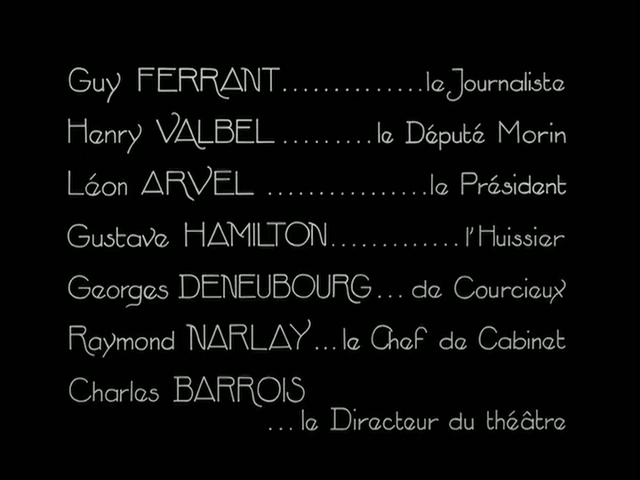 Guy FERRANT..............le Journaliste
Henry VALBEL.........le Député Morin
Léon ARVEL ................le Président
Gustave HAMILTON.............l'Huissier
Georges DENEUBOURG...de Courcieux
Raymond NARLAY...le Chef de Cabinet
Charles BARROIS
...le Directeur du théâtre